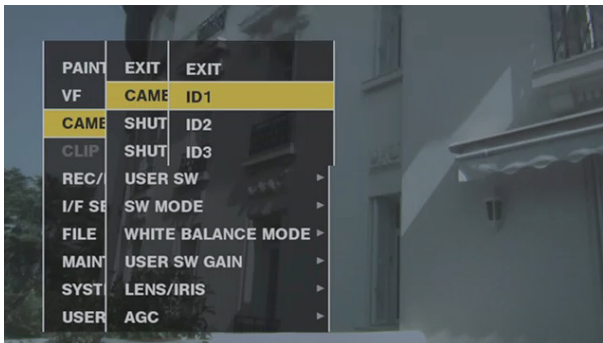 PAINT EXIT EXIT
VF CAME ID1
CAME SHUT ID2
CLIP SHUT ID3
REC/ USER SW
I/F SE SW MODE
FILE WHITE BALANCE MODE
MAIN USER SW GAIN
SYST LENS/IRIS
USER AGC